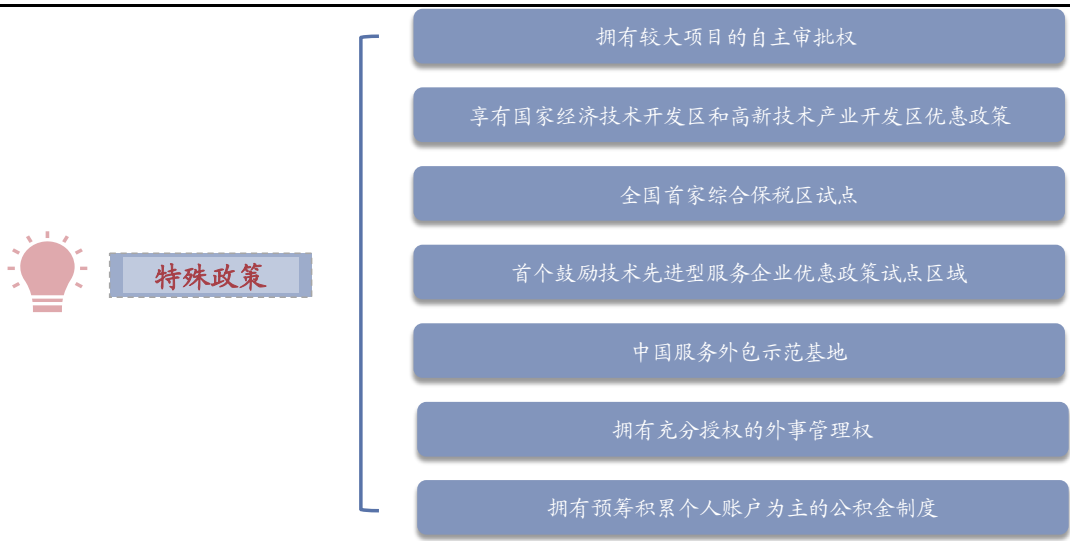 拥有较大项目的自主审批权
享有国家经济技术开发区和高新技术产业开发区优惠政策
全国首家综合保税区试点
特殊政策
首个鼓励技术先进型服务企业优惠政策试点区域
中国服务外包示范基地
拥有充分授权的外事管理权
拥有预筹积累个人账户为主的公积金制度